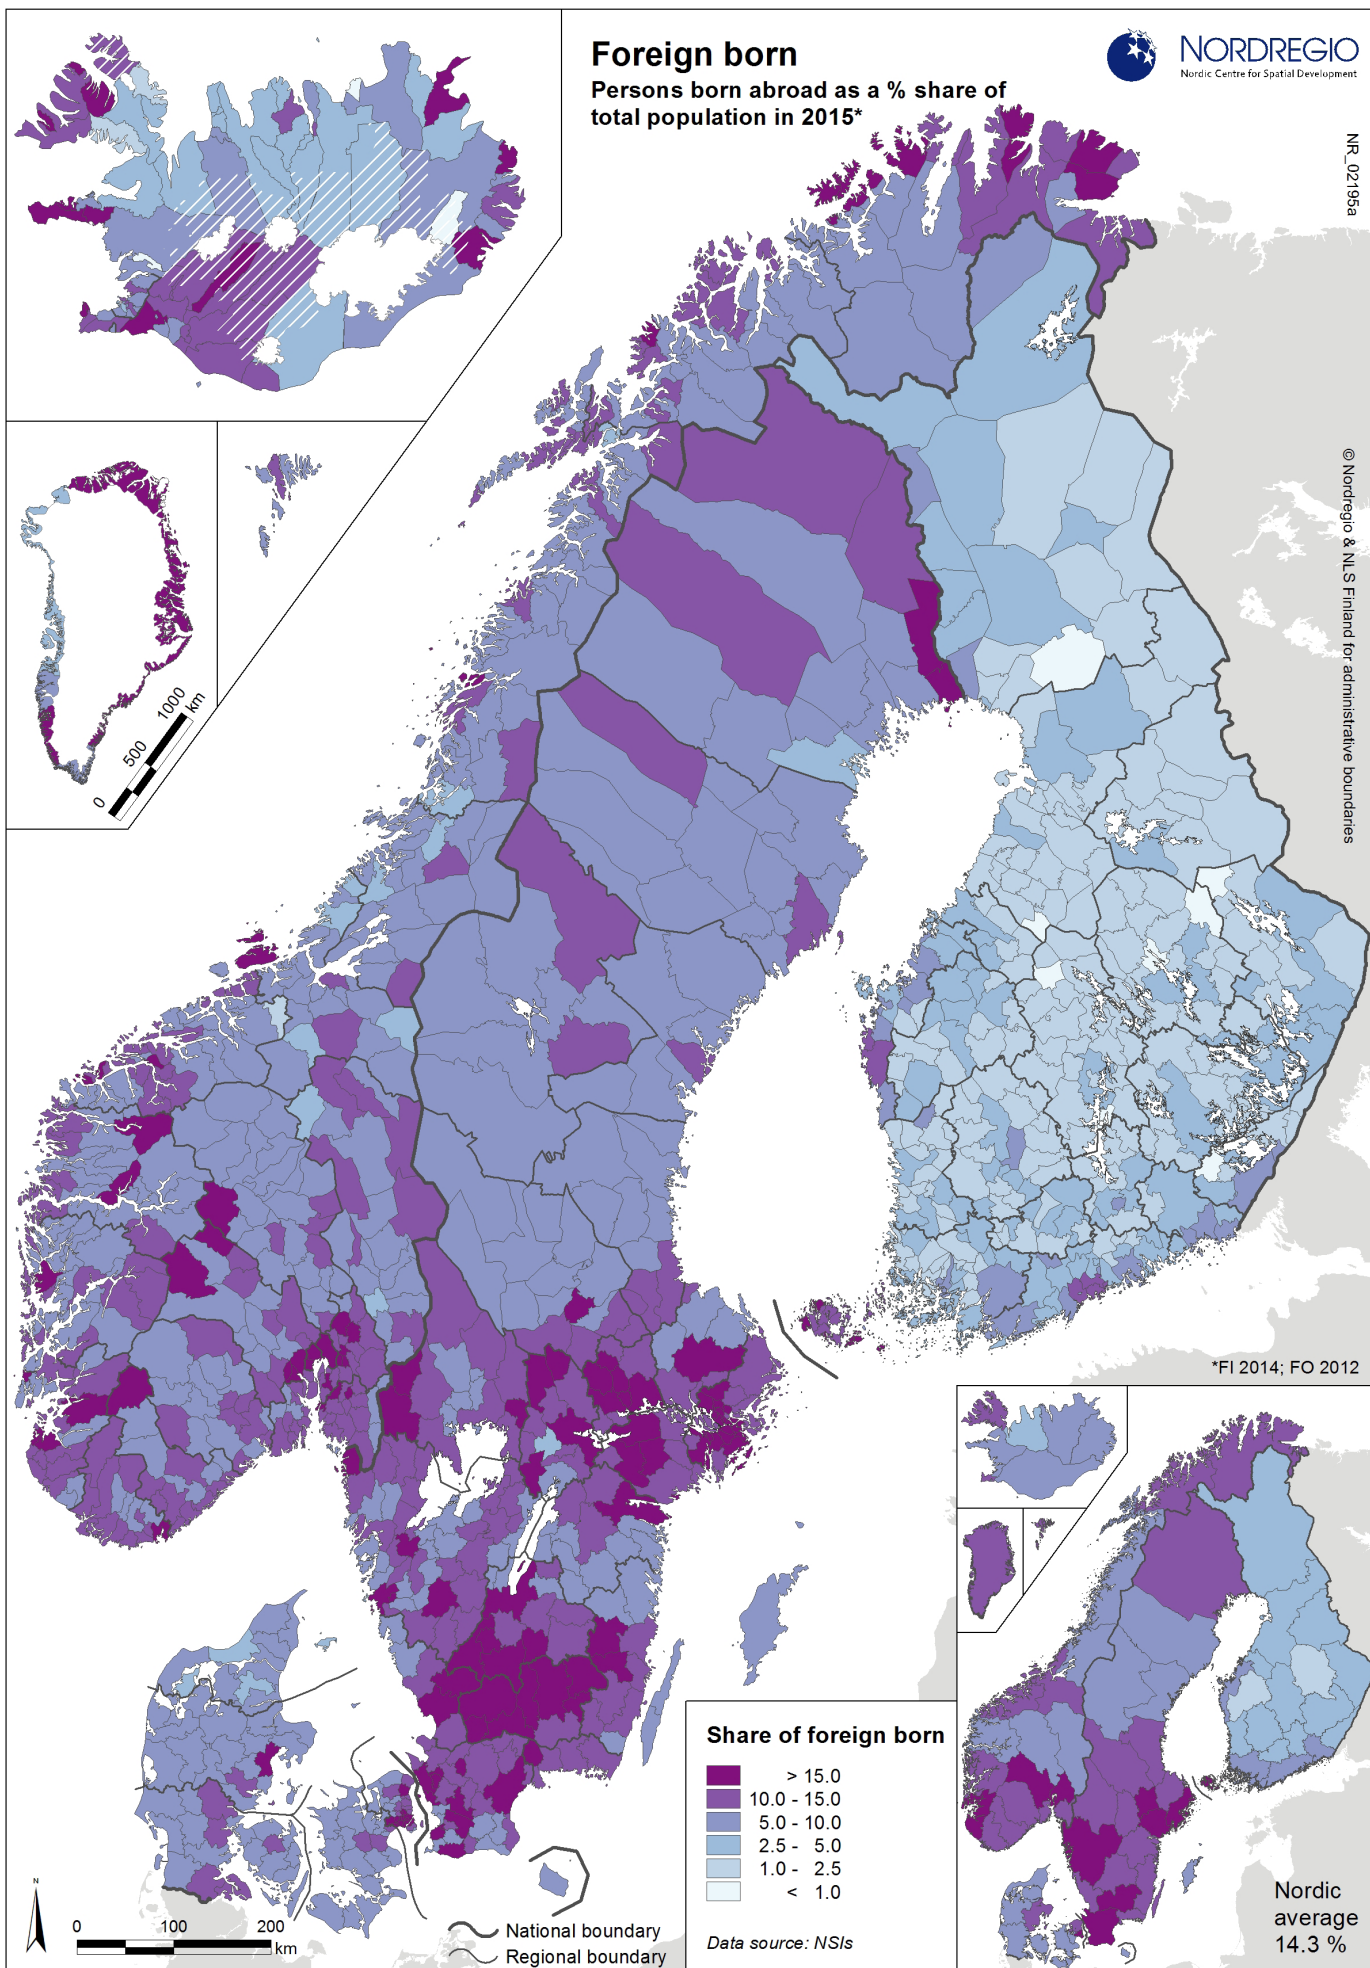 Foreign born
Persons born abroad as a % share of
total population in 2015*
NORDREGIO
Nordic Centre for Spatial Development
NR_02195a
© Nordregio & NLS Finland for administrative boundaries
0 500 1000
km
*FI 2014; FO 2012
Share of foreign born
> 15.0
10.0 - 15.0
5.0 - 10.0
2.5 - 5.0
1.0 - 2.5
< 1.0
Data source: NSIs
Nordic
average
14.3 %
N
0 100 200
km
National boundary
Regional boundary